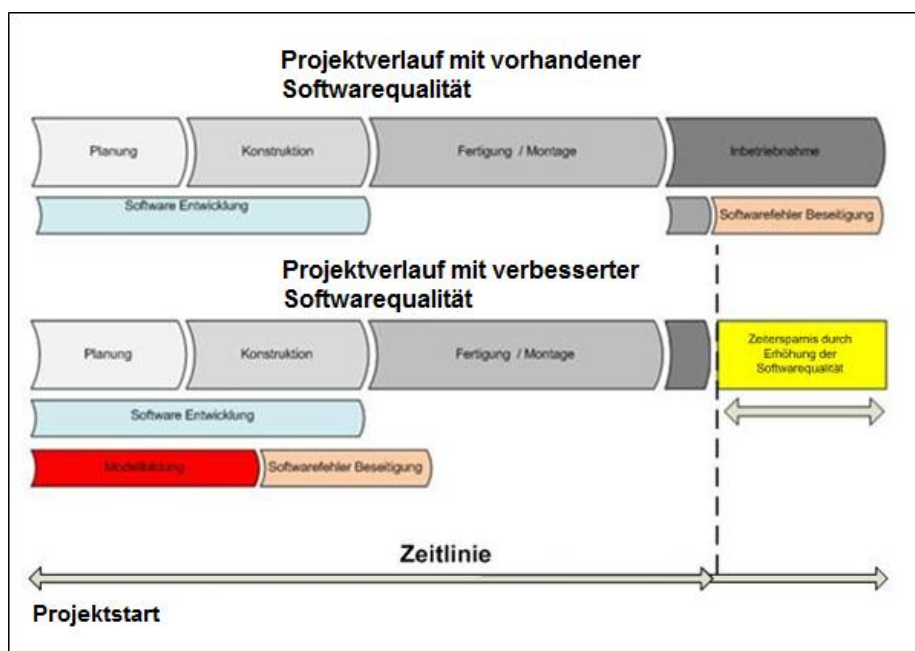 Projektverlauf mit vorhandener
Softwarequalität
Planung
Konstruktion
Fertigung / Montage
Inbetriebnahme
Software Entwicklung
Softwarefehler Beseitigung
Projektverlauf mit verbesserter
Softwarequalität
Planung
Konstruktion
Fertigung / Montage
Zeitersparnis durch
Erhöhung der
Softwarequalität
Software Entwicklung
Modellbildung
Softwarefehler Beseitigung
Zeitlinie
Projektstart